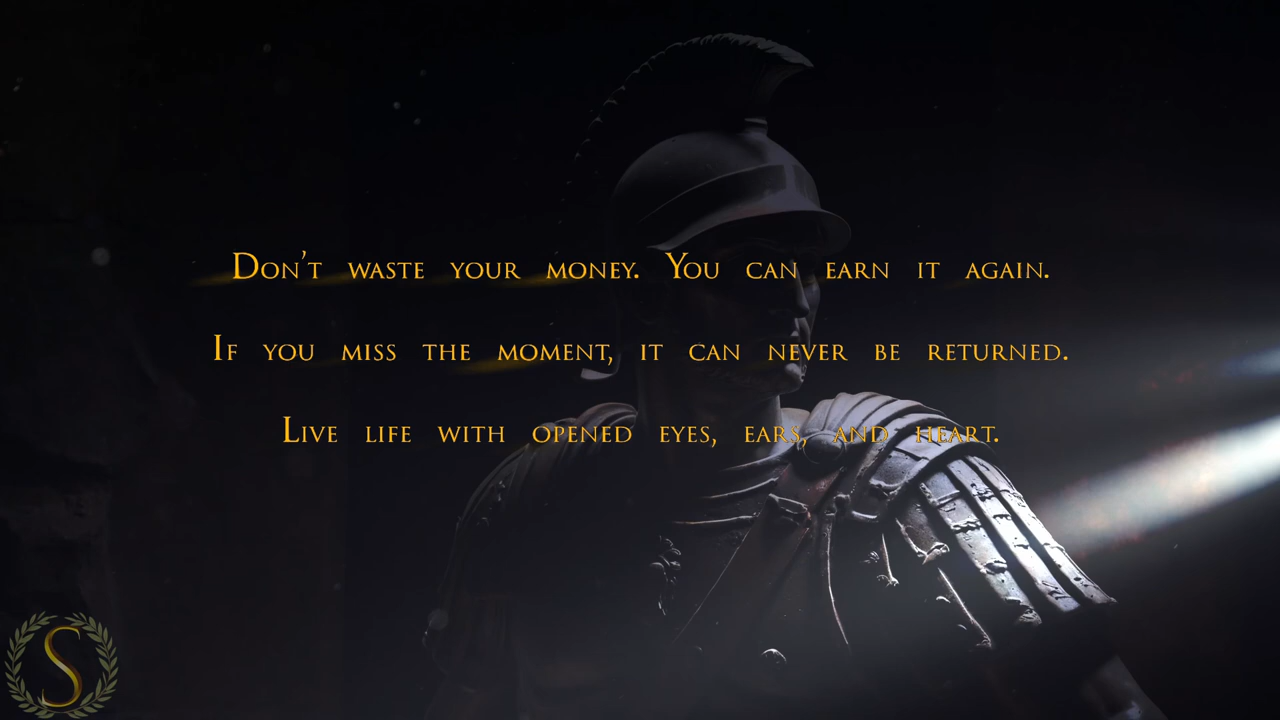 Don't waste your money. You can earn it again.
If you miss the moment, it can never be returned.
Live life with opened eyes, ears, and heart.
S